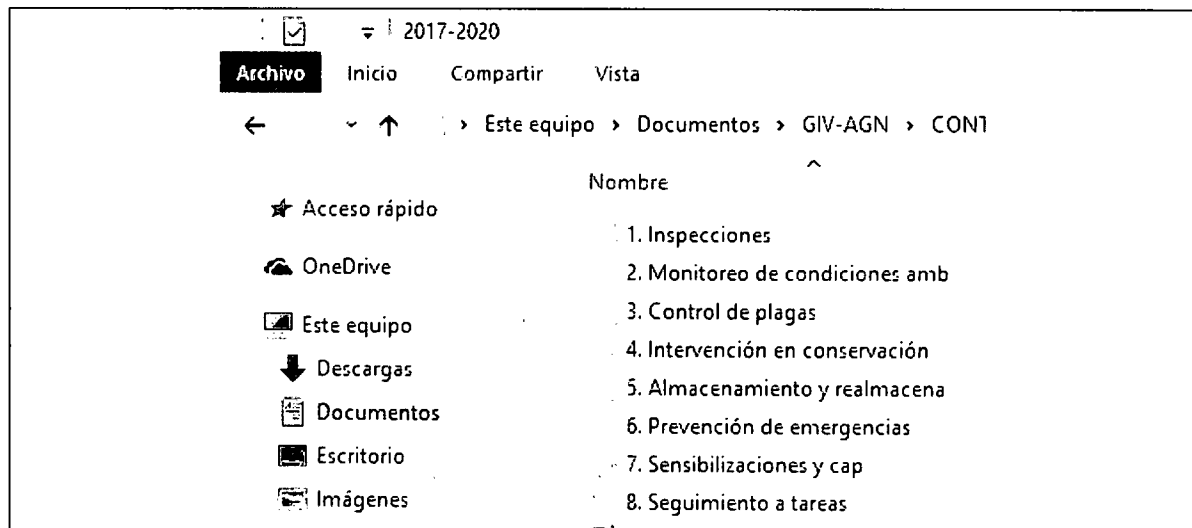 2017-2020
Archivo Inicio Compartir Vista
Este equipo > Documentos > GIV-AGN > CONT
Nombre
Acceso rápido
OneDrive
Este equipo
Descargas
Documentos
Escritorio
Imágenes
1. Inspecciones
2. Monitoreo de condiciones amb
3. Control de plagas
4. Intervención en conservación
5. Almacenamiento y realmacena
6. Prevención de emergencias
7. Sensibilizaciones y cap
8. Seguimiento a tareas